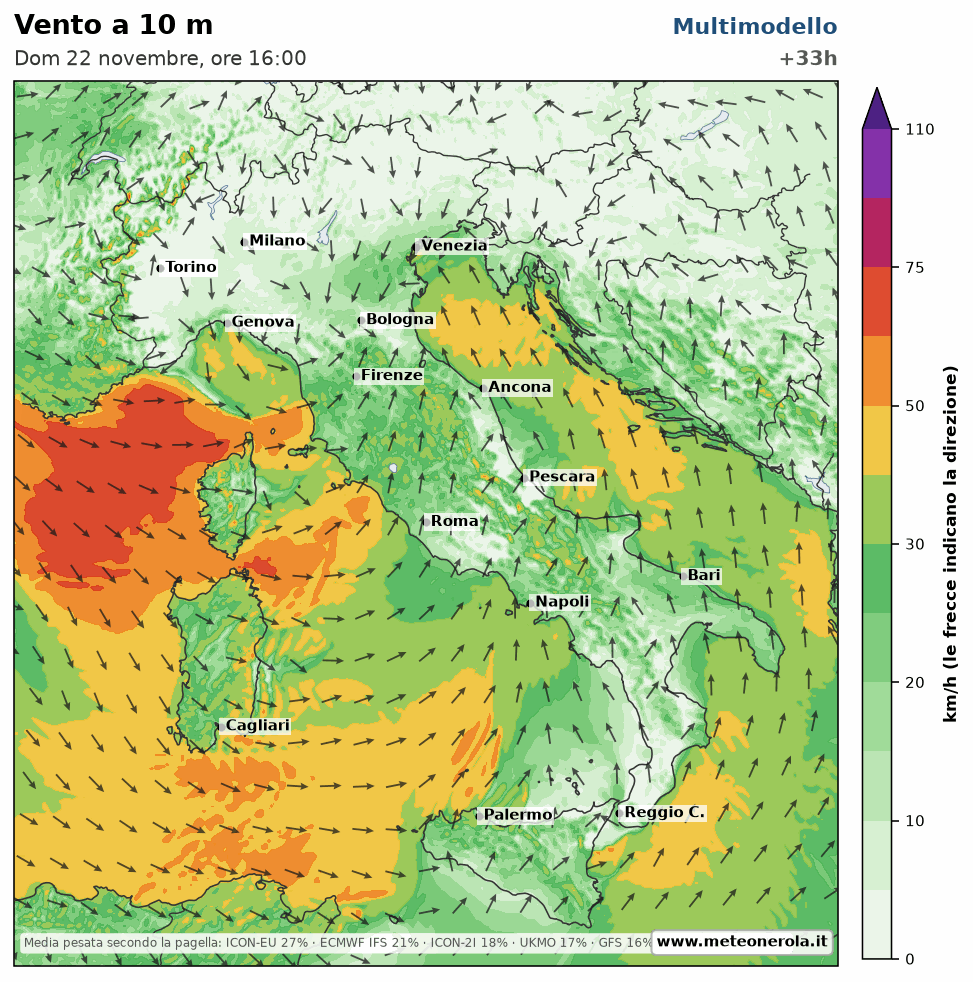 Vento a 10 m
Multimodello
Dom 22 novembre, ore 16:00
+33h
110
75
50
30
20
10
0
km/h (le frecce indicano la direzione)
Venezia
Milano
Torino
Genova
Bologna
Firenze
Ancona
Pescara
Roma
Bari
Napoli
Cagliari
Palermo
Reggio C.
Media pesata secondo la pagella: ICON-EU 27% · ECMWF IFS 21% · ICON-2I 18% · UKMO 17% · GFS 16%
www.meteonerola.it